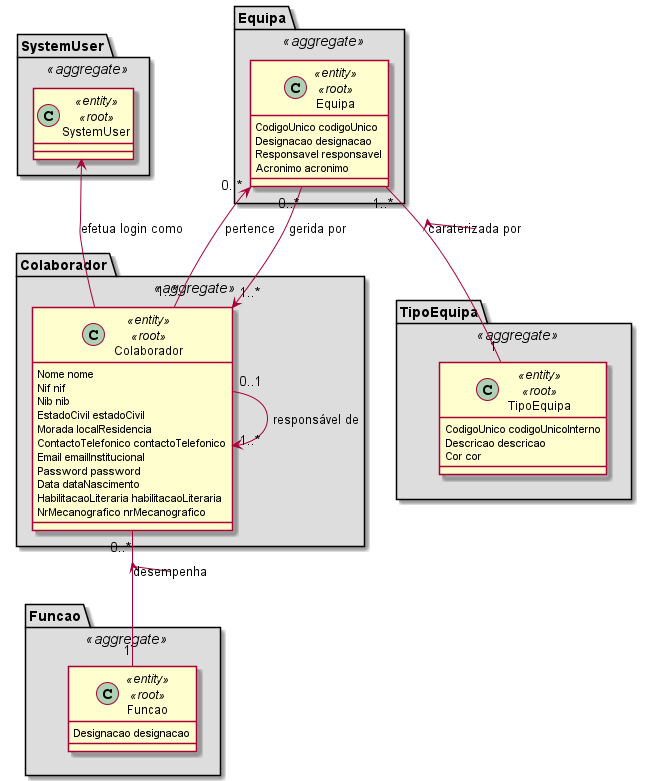 Equipa
«aggregate»
«entity»
«root»
Equipa
CodigoUnico codigoUnico
Designacao designacao
Responsavel responsavel
Acronimo acronimo
SystemUser
«aggregate»
«entity»
«root»
SystemUser
0..*
0..*
1..*
efetua login como
pertence
gerida por
caraterizada por
Colaborador
«aggregate»
1..*
«entity»
«root»
Colaborador
Nome nome
Nif nif
Nib nib
EstadoCivil estadoCivil
Morada localResidencia
ContactoTelefonico contactoTelefonico
Email emailInstitucional
Password password
Data dataNascimento
HabilitacaoLiteraria habilitacaoLiteraria
NrMecanografico nrMecanografico
0..1
responsável de
1..*
TipoEquipa
«aggregate»
1
«entity»
«root»
TipoEquipa
CodigoUnico codigoUnicoInterno
Descricao descricao
Cor cor
0..*
desempenha
Funcao
«aggregate»
1
«entity»
«root»
Funcao
Designacao designacao